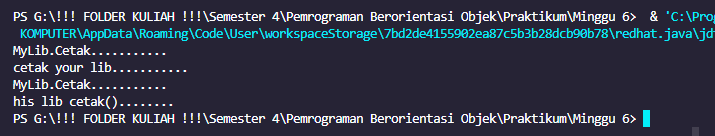 PS G:\!!! FOLDER KULIAH !!!\Semester 4\Pemrograman Berorientasi Objek\Praktikum\Minggu 6>  & 'C:\Prog
KOMPUTER\AppData\Roaming\Code\User\workspaceStorage\7bd2de4155902ea87c5b3b28dcb90b78\redhat.java\jdt
MyLib.Cetak...........
cetak your lib...........
MyLib.Cetak...........
his lib cetak()........
PS G:\!!! FOLDER KULIAH !!!\Semester 4\Pemrograman Berorientasi Objek\Praktikum\Minggu 6>